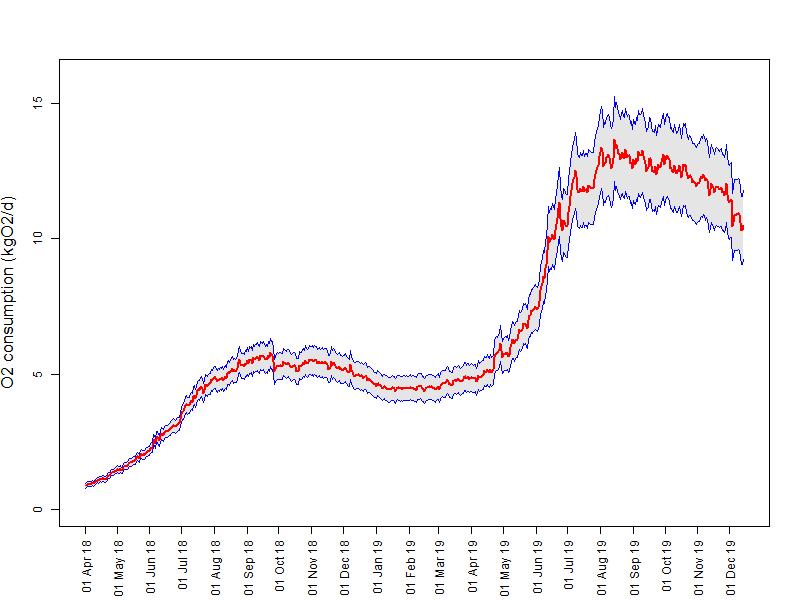 O2 consumption (kgO2/d)
15
10
5
0
01 Apr 18
01 May 18
01 Jun 18
01 Jul 18
01 Aug 18
01 Sep 18
01 Oct 18
01 Nov 18
01 Dec 18
01 Jan 19
01 Feb 19
01 Mar 19
01 Apr 19
01 May 19
01 Jun 19
01 Jul 19
01 Aug 19
01 Sep 19
01 Oct 19
01 Nov 19
01 Dec 19